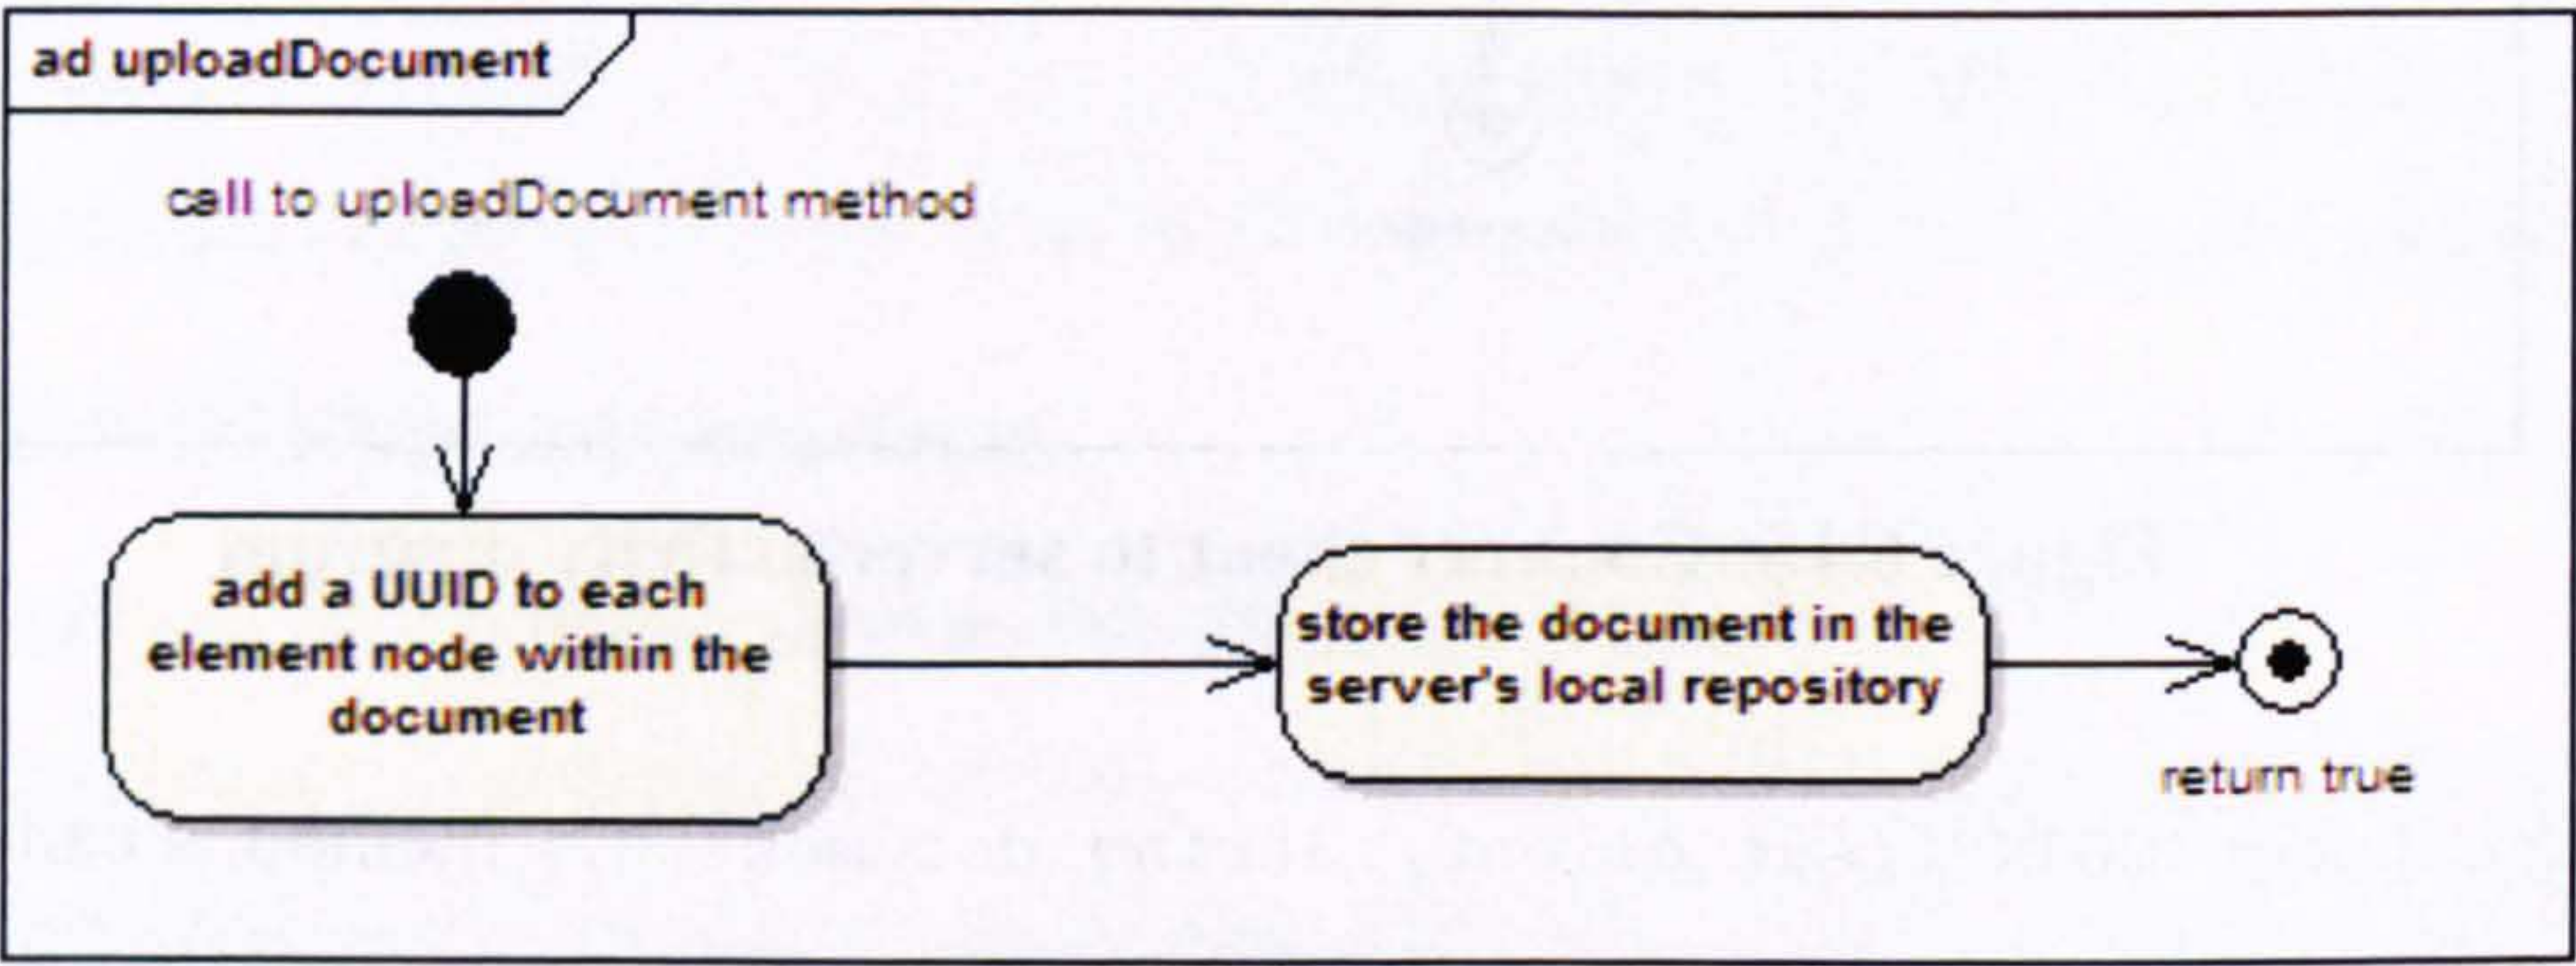 ad uploadDocument
call to uploadDocument method
add a UUID to each
element node within the
document
store the document in the
server's local repository
return true